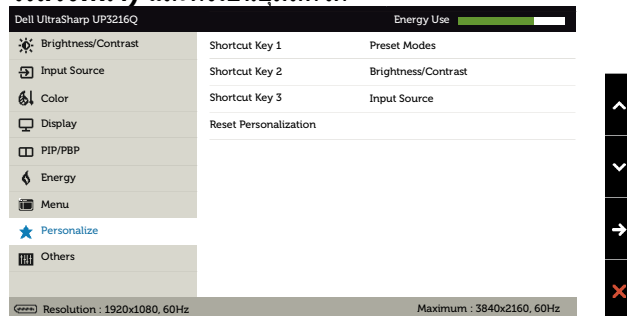 Dell UltraSharp UP3216Q Energy Use
Brightness/Contrast Shortcut Key 1 Preset Modes
Input Source Shortcut Key 2 Brightness/Contrast
Color Shortcut Key 3 Input Source
Display Reset Personalization
PIP/PBP
Energy
Menu
Personalize
Others
Resolution : 1920x1080, 60Hz Maximum : 3840x2160, 60Hz